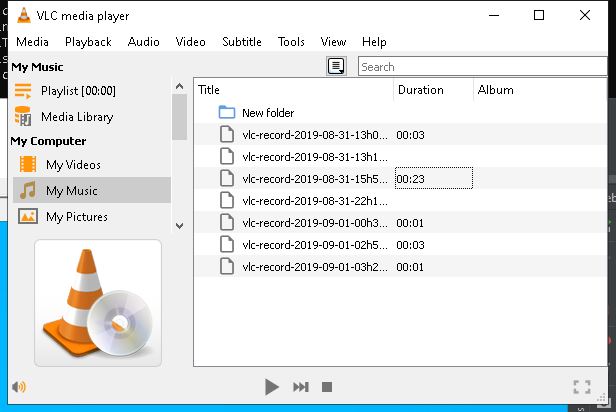 VLC media player
Media Playback Audio Video Subtitle Tools View Help
My Music
Search
Playlist [00:00]
Media Library
My Computer
My Videos
My Music
My Pictures
Title Duration Album
New folder
vlc-record-2019-08-31-13h0... 00:03
vlc-record-2019-08-31-13h1...
vlc-record-2019-08-31-15h5... 00:23
vlc-record-2019-08-31-22h1...
vlc-record-2019-09-01-00h3... 00:01
vlc-record-2019-09-01-02h5... 00:03
vlc-record-2019-09-01-03h2... 00:01